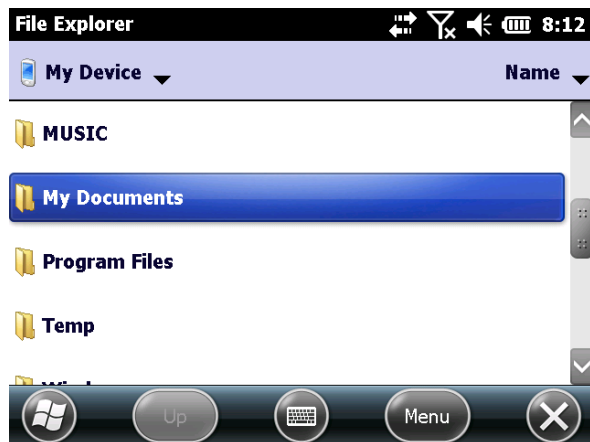 File Explorer 8:12
My Device Name
MUSIC
My Documents
Program Files
Temp
Up Menu